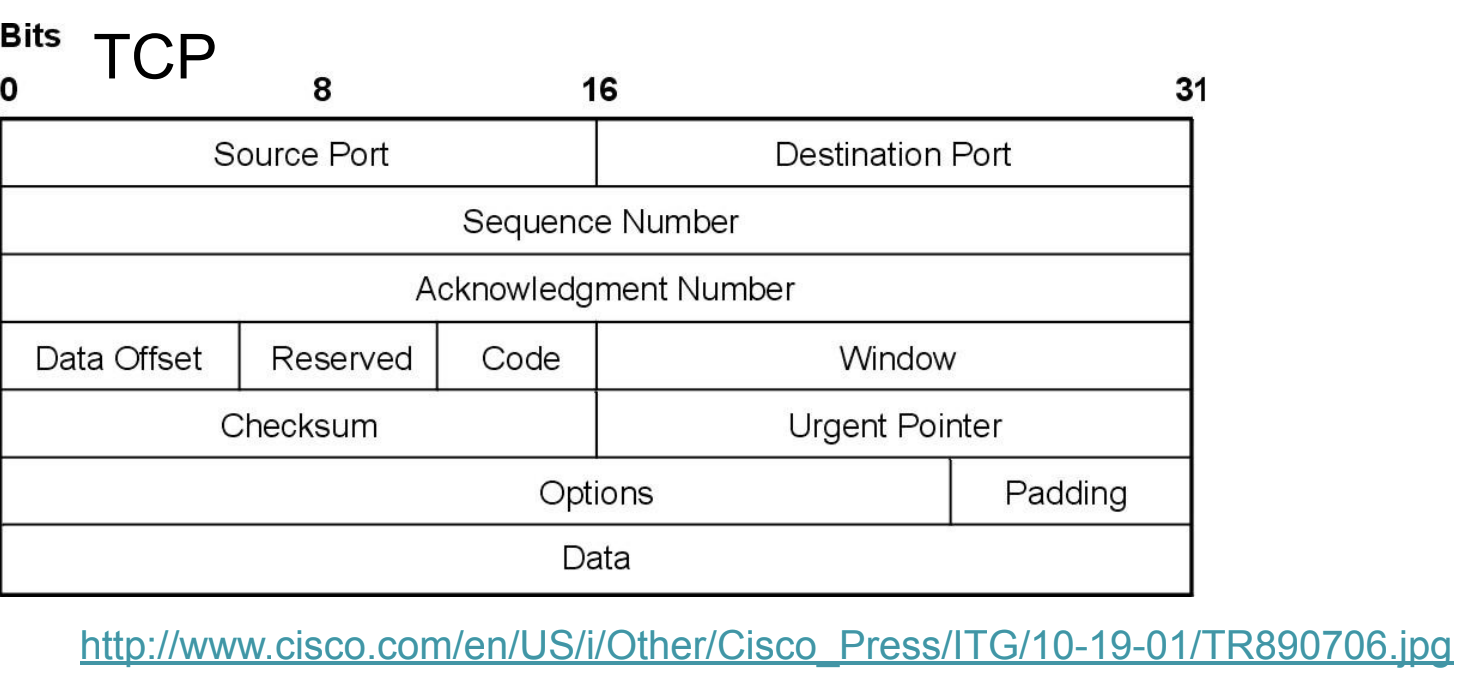 Bits TCP
0 8 16 31
Source Port Destination Port
Sequence Number
Acknowledgment Number
Data Offset Reserved Code Window
Checksum Urgent Pointer
Options Padding
Data
http://www.cisco.com/en/US/i/Other/Cisco_Press/ITG/10-19-01/TR890706.jpg